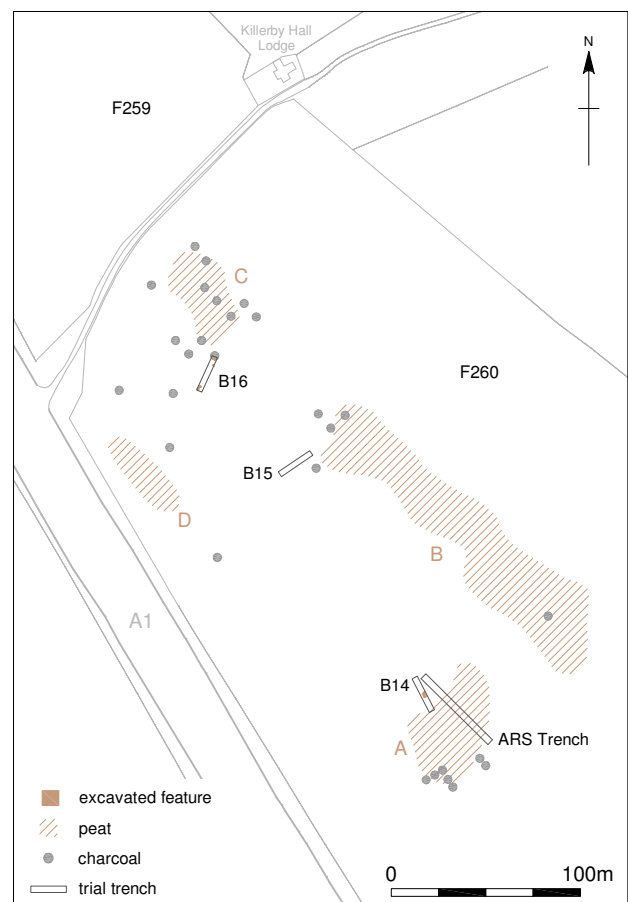 Killerby Hall
Lodge
N
F259
C
F260
B16
B15
D
B
A1
B14
A
ARS Trench
excavated feature
peat
charcoal
trial trench
0
100m